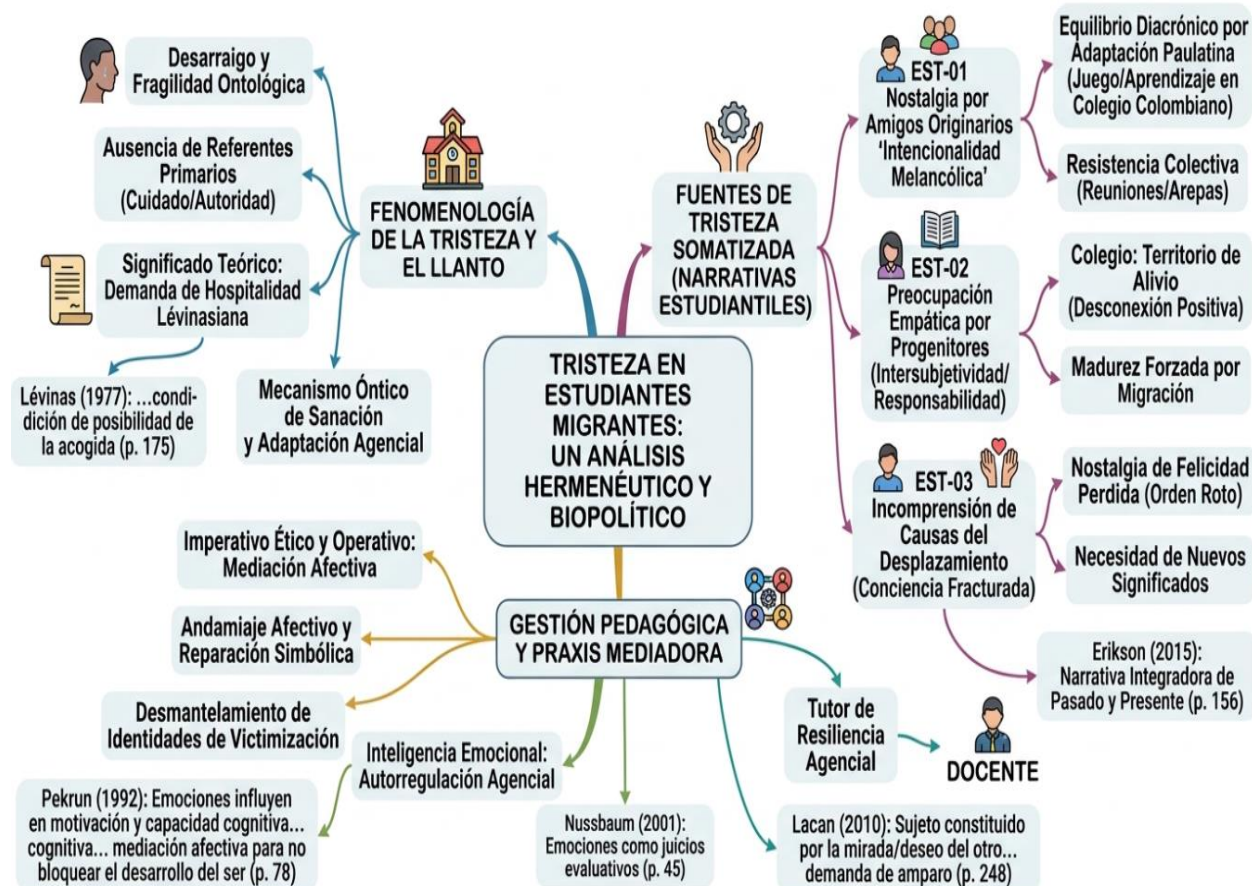 Desarraigo y
Fragilidad Ontológica
Ausencia de Referentes
Primarios
(Cuidado/Autoridad)
Significado Teórico:
Demanda de Hospitalidad
Lévinasiana
Lévinas (1977): …condi-
dición de posibilidad de
la acogida (p. 175)
Mecanismo Óntico
de Sanación
y Adaptación Agencial
FENOMENOLOGÍA
DE LA TRISTEZA Y
EL LLANTO
TRISTEZA EN
ESTUDIANTES
MIGRANTES:
UN ANÁLISIS
HERMENÉUTICO Y
BIOPOLÍTICO
FUENTES DE
TRISTEZA
SOMATIZADA
(NARRATIVAS
ESTUDIANTILES)
EST-01
Nostalgia por
Amigos Originarios
‘Intencionalidad
Melancólica’
Equilibrio Diacrónico por
Adaptación Paulatina
(Juego/Aprendizaje en
Colegio Colombiano)
Resistencia Colectiva
(Reuniones/Arepas)
EST-02
Preocupación
Empática por
Progenitores
(Intersubjetividad/
Responsabilidad)
Colegio: Territorio de
Alivio
(Desconexión Positiva)
Madurez Forzada por
Migración
EST-03
Incomprensión de
Causas del
Desplazamiento
(Conciencia Fracturada)
Nostalgia de Felicidad
Perdida (Orden Roto)
Necesidad de Nuevos
Significados
Erikson (2015):
Narrativa Integradora de
Pasado y Presente (p. 156)
GESTIÓN PEDAGÓGICA
Y PRAXIS MEDIADORA
Imperativo Ético y Operativo:
Mediación Afectiva
Andamiaje Afectivo y
Reparación Simbólica
Desmantelamiento de
Identidades de Victimización
Inteligencia Emocional:
Autorregulación Agencial
Pekrun (1992): Emociones influyen
en motivación y capacidad cognitiva…
cognitiva… mediación afectiva para no
bloquear el desarrollo del ser (p. 78)
Nussbaum (2001):
Emociones como juicios
evaluativos (p. 45)
Lacan (2010): Sujeto constituido
por la mirada/deseo del otro…
demanda de amparo (p. 248)
Tutor de
Resiliencia
Agencial
DOCENTE